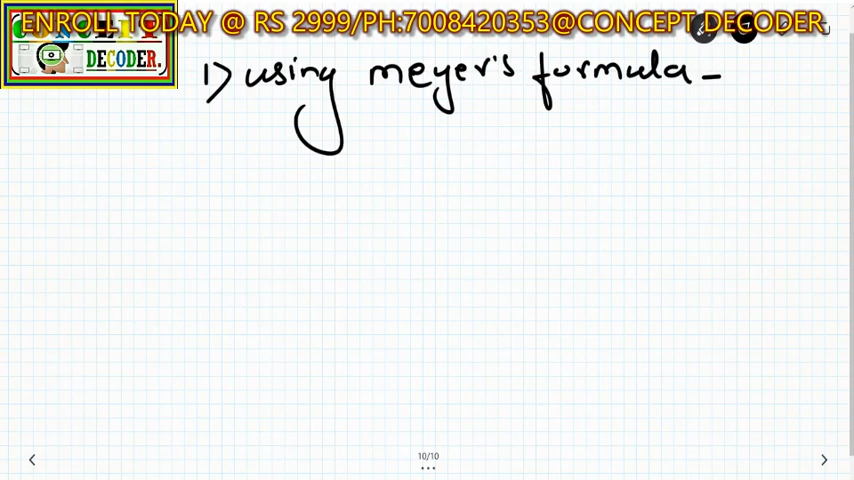 ENROLL TODAY @ RS 2999/PH:7008420353@CONCEPT DECODER.
DECODER.
1) using meyer's formula -
10/10